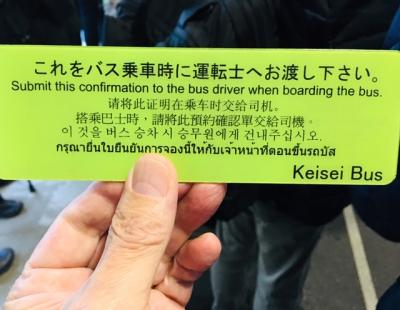 これをバス乗車時に運転士へお渡し下さい。
Submit this confirmation to the bus driver when boarding the bus.
请将此证明在乘车时交给司机。
搭乘巴士時，請將此預約確認單交給司機。
이 것을 버스 승차 시 승무원에게 건내주십시오.
กรุณายื่นใบยืนยันการจองนี้ให้กับเจ้าหน้าที่ตอนขึ้นรถบัส
Keisei Bus